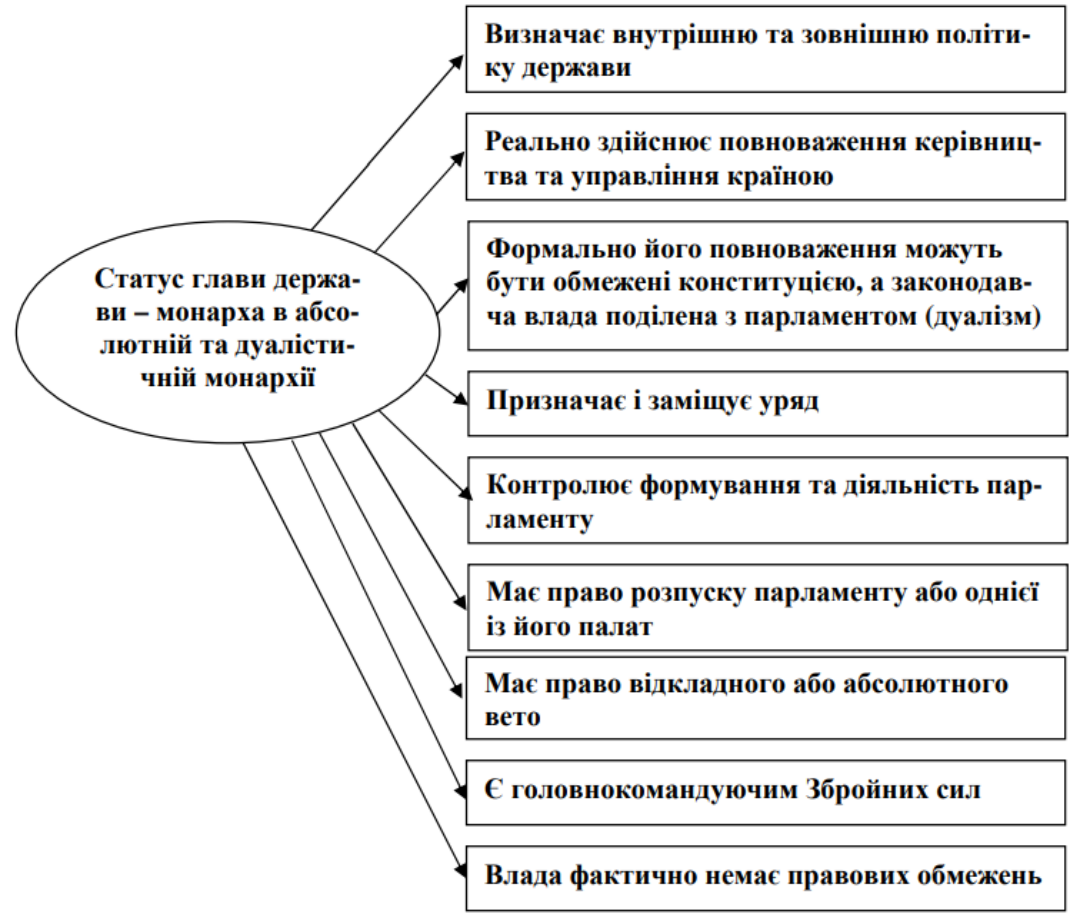 Визначає внутрішню та зовнішню політи-
ку держави
Реально здійснює повноваження керівниц-
тва та управління країною
Формально його повноваження можуть
бути обмежені конституцією, а законодав-
ча влада поділена з парламентом (дуалізм)
Статус глави держа-
ви – монарха в абсо-
лютній та дуалісти-
чній монархії
Призначає і заміщує уряд
Контролює формування та діяльність пар-
ламенту
Має право розпуску парламенту або однієї
із його палат
Має право відкладного або абсолютного
вето
Є головнокомандуючим Збройних сил
Влада фактично немає правових обмежень